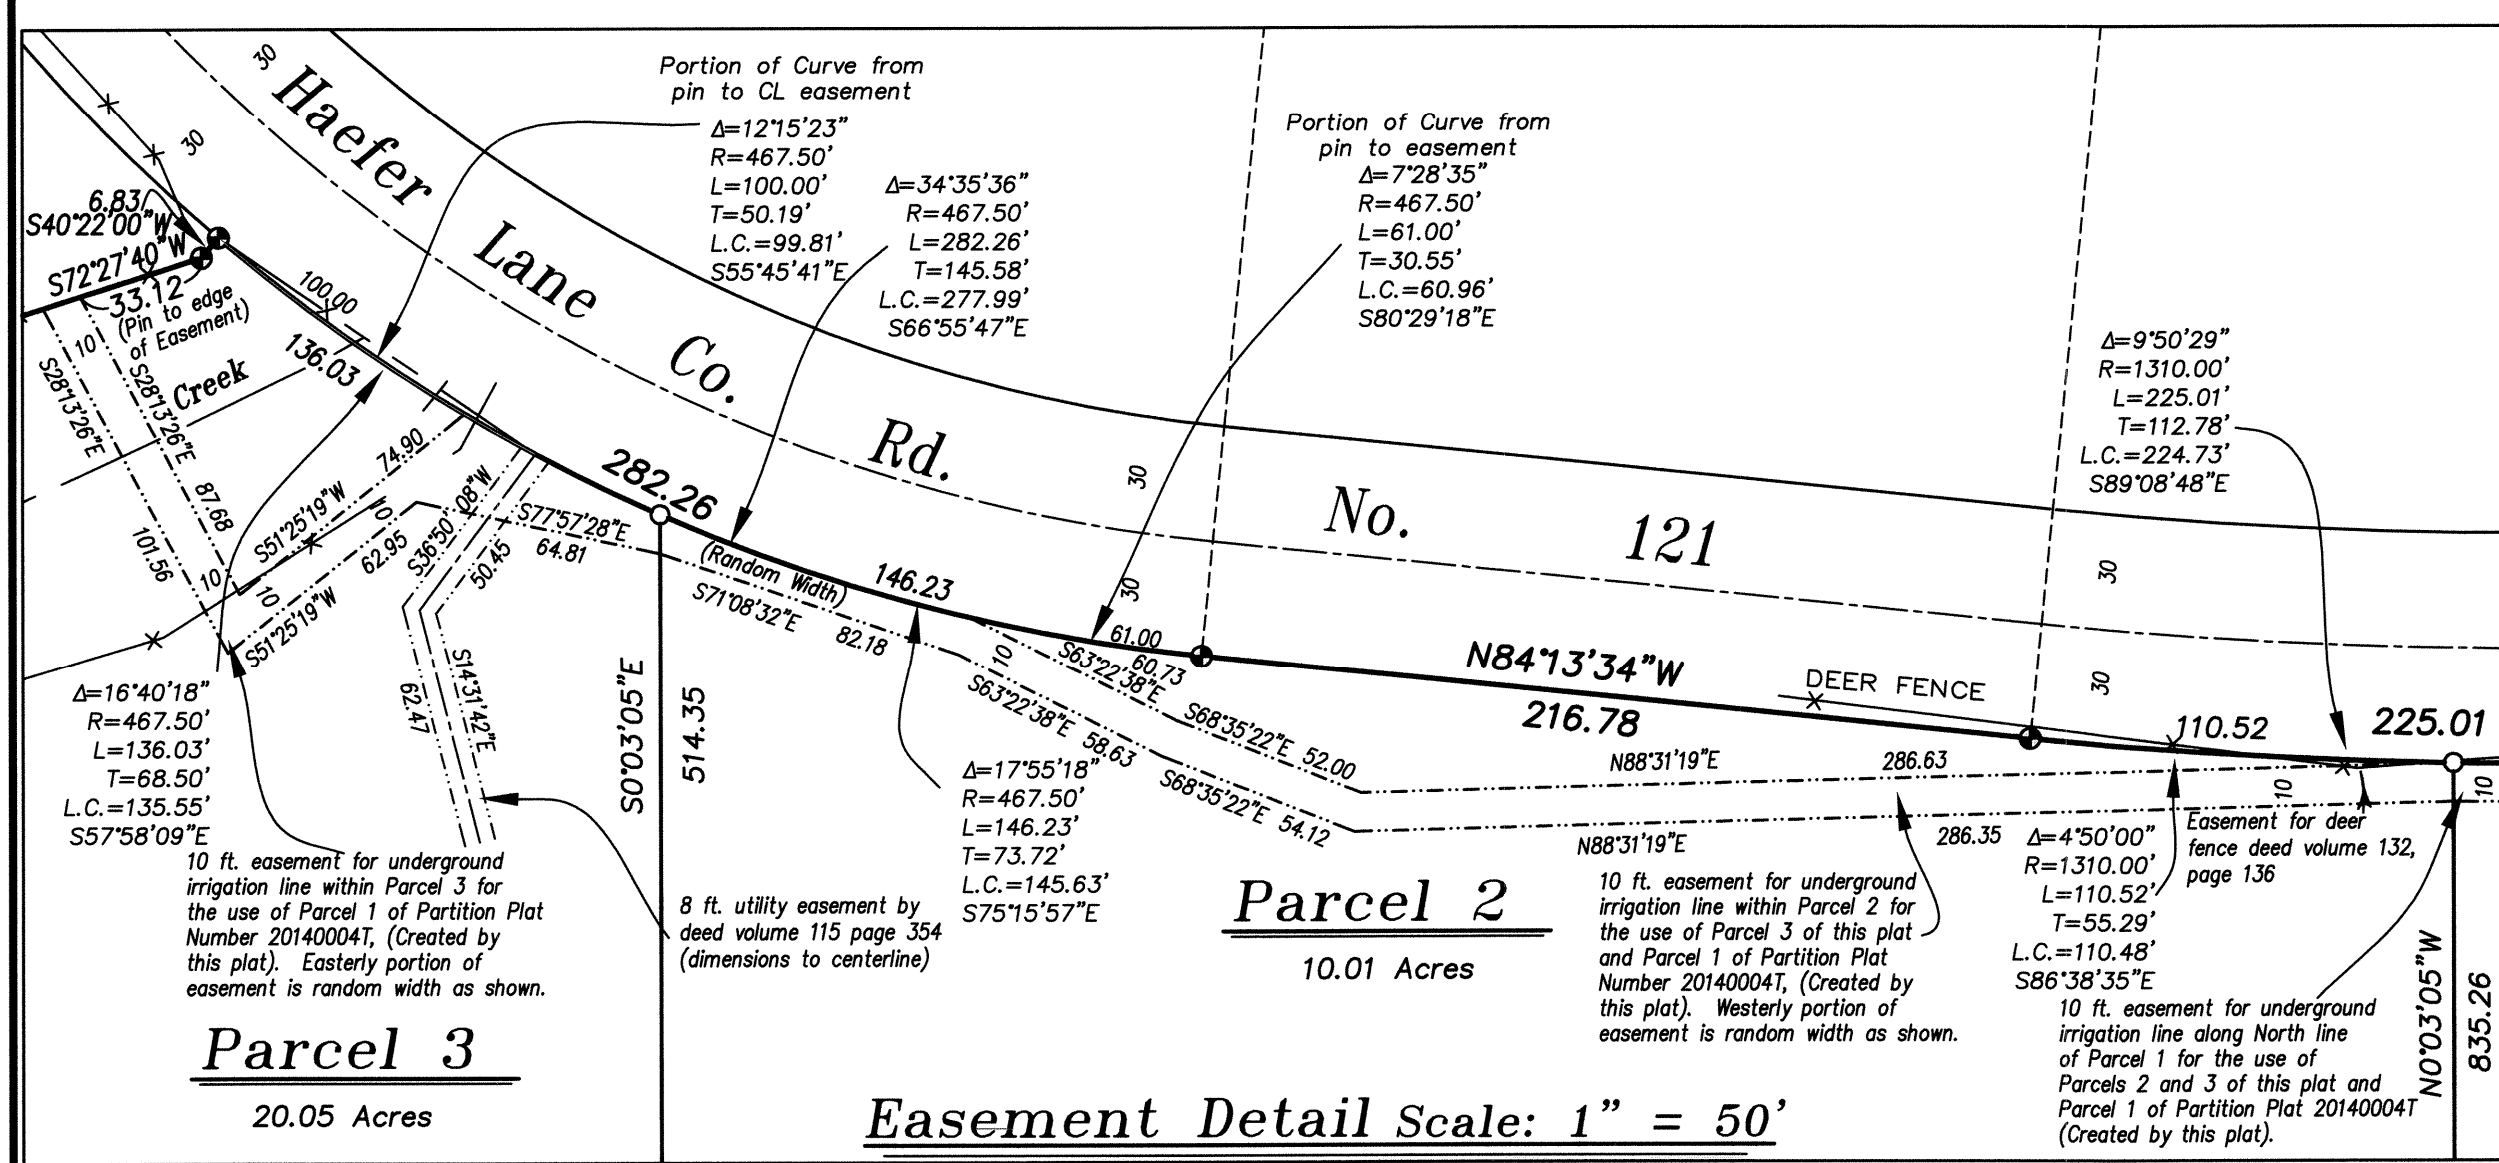 Haefer Lane Co. Rd. No. 121
30
30
30
30
30
30
Portion of Curve from
pin to CL easement
Δ=12°15'23"
R=467.50'
L=100.00'
T=50.19'
L.C.=99.81'
S55°45'41"E
Δ=34°35'36"
R=467.50'
L=282.26'
T=145.58'
L.C.=277.99'
S66°55'47"E
Portion of Curve from
pin to easement
Δ=7°28'35"
R=467.50'
L=61.00'
T=30.55'
L.C.=60.96'
S80°29'18"E
Δ=9°50'29"
R=1310.00'
L=225.01'
T=112.78'
L.C.=224.73'
S89°08'48"E
6.83
S40°22'00"W
S72°27'40"W
33.12
(Pin to edge
of Easement)
100.00
136.03
Creek
10
S28°13'26"E
S28°13'26"E
87.68
101.56
74.90
S51°25'19"W
10
62.95
10
10
S51°25'19"W
S36°50'08"W
50.45
S77°57'28"E
64.81
282.26
(Random Width)
146.23
S71°08'32"E 82.18
61.00
60.73
S63°22'38"E
10
S63°22'38"E 58.63
S68°35'22"E 52.00
S68°35'22"E 54.12
N84°13'34"W
216.78
DEER FENCE
110.52
225.01
N88°31'19"E 286.63
N88°31'19"E 286.35
10
10
S14°31'42"E
62.47
S0°03'05"E
514.35
N0°03'05"W
835.26
Δ=16°40'18"
R=467.50'
L=136.03'
T=68.50'
L.C.=135.55'
S57°58'09"E
Δ=17°55'18"
R=467.50'
L=146.23'
T=73.72'
L.C.=145.63'
S75°15'57"E
Δ=4°50'00"
R=1310.00'
L=110.52'
T=55.29'
L.C.=110.48'
S86°38'35"E
Easement for deer
fence deed volume 132,
page 136
10 ft. easement for underground
irrigation line within Parcel 3 for
the use of Parcel 1 of Partition Plat
Number 20140004T, (Created by
this plat). Easterly portion of
easement is random width as shown.
8 ft. utility easement by
deed volume 115 page 354
(dimensions to centerline)
10 ft. easement for underground
irrigation line within Parcel 2 for
the use of Parcel 3 of this plat
and Parcel 1 of Partition Plat
Number 20140004T, (Created by
this plat). Westerly portion of
easement is random width as shown.
10 ft. easement for underground
irrigation line along North line
of Parcel 1 for the use of
Parcels 2 and 3 of this plat and
Parcel 1 of Partition Plat 20140004T
(Created by this plat).
Parcel 2
10.01 Acres
Parcel 3
20.05 Acres
Easement Detail Scale: 1" = 50'